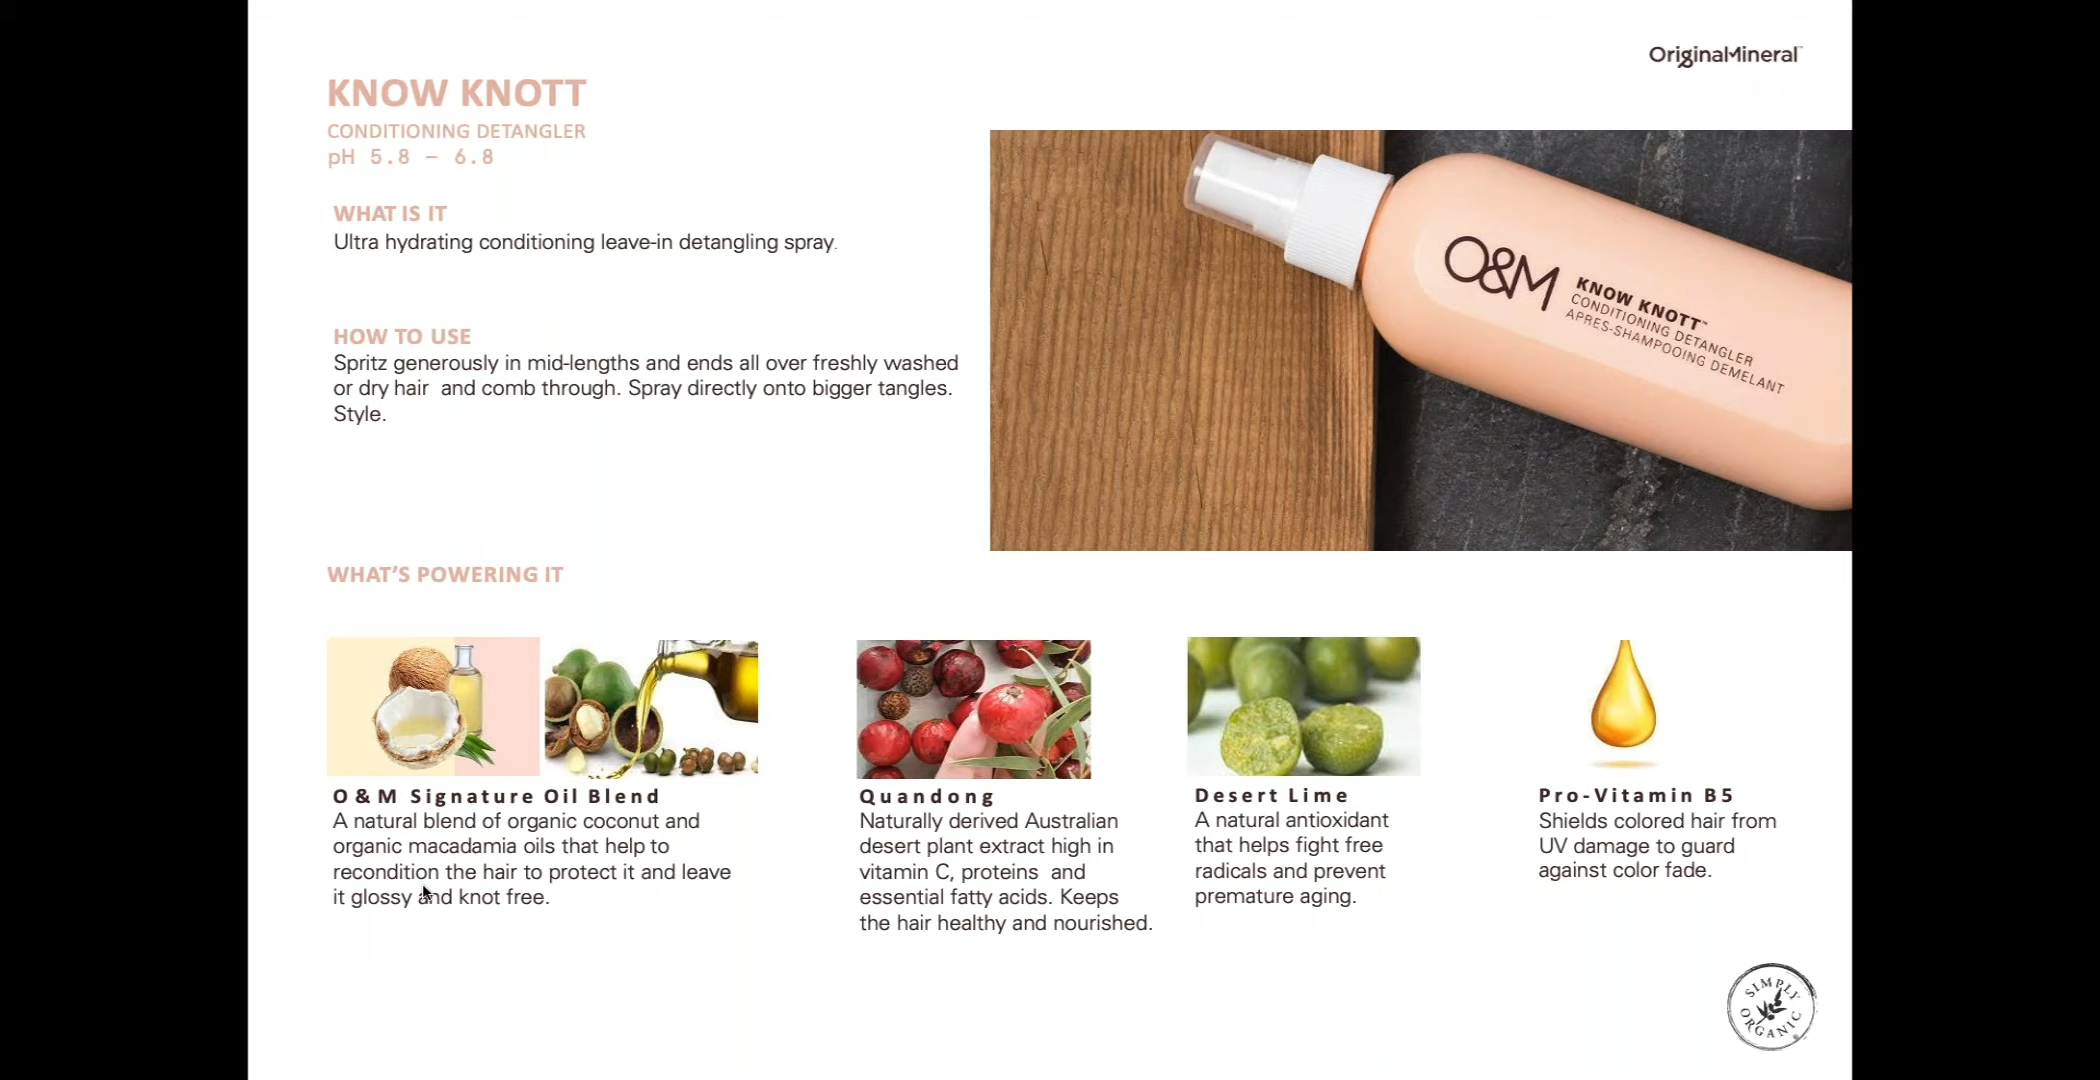 OriginalMineral
KNOW KNOTT
CONDITIONING DETANGLER
pH 5.8 – 6.8
WHAT IS IT
Ultra hydrating conditioning leave-in detangling spray.
HOW TO USE
Spritz generously in mid-lengths and ends all over freshly washed
or dry hair and comb through. Spray directly onto bigger tangles.
Style.
O&M
KNOW KNOTT™
CONDITIONING DETANGLER
APRES-SHAMPOOING DEMELANT
WHAT'S POWERING IT
O&M Signature Oil Blend
A natural blend of organic coconut and
organic macadamia oils that help to
recondition the hair to protect it and leave
it glossy and knot free.
Quandong
Naturally derived Australian
desert plant extract high in
vitamin C, proteins and
essential fatty acids. Keeps
the hair healthy and nourished.
Desert Lime
A natural antioxidant
that helps fight free
radicals and prevent
premature aging.
Pro-Vitamin B5
Shields colored hair from
UV damage to guard
against color fade.
SIMPLY
ORGANIC